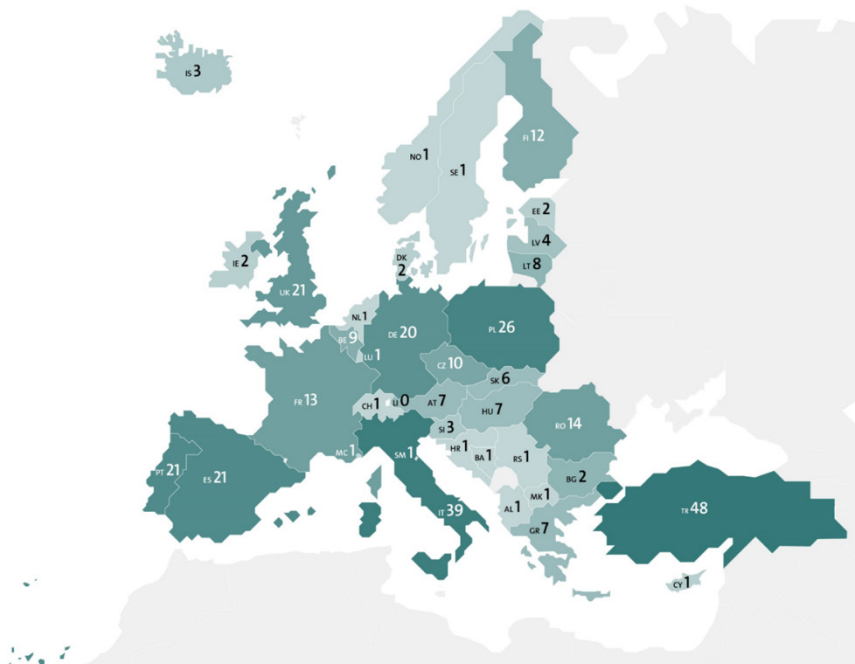 IS 3
NO 1
SE 1
FI 12
EE 2
LV 4
LT 8
DK
2
IE 2
UK 21
NL 1
BE 9
LU 1
DE 20
PL 26
CZ 10
SK 6
FR 13
CH 1
LI 0
AT 7
HU 7
RO 14
SI 3
HR 1
BA 1
RS 1
MC 1
SM 1
BG 2
PT 21
ES 21
MK 1
AL 1
IT 39
GR 7
TR 48
CY 1